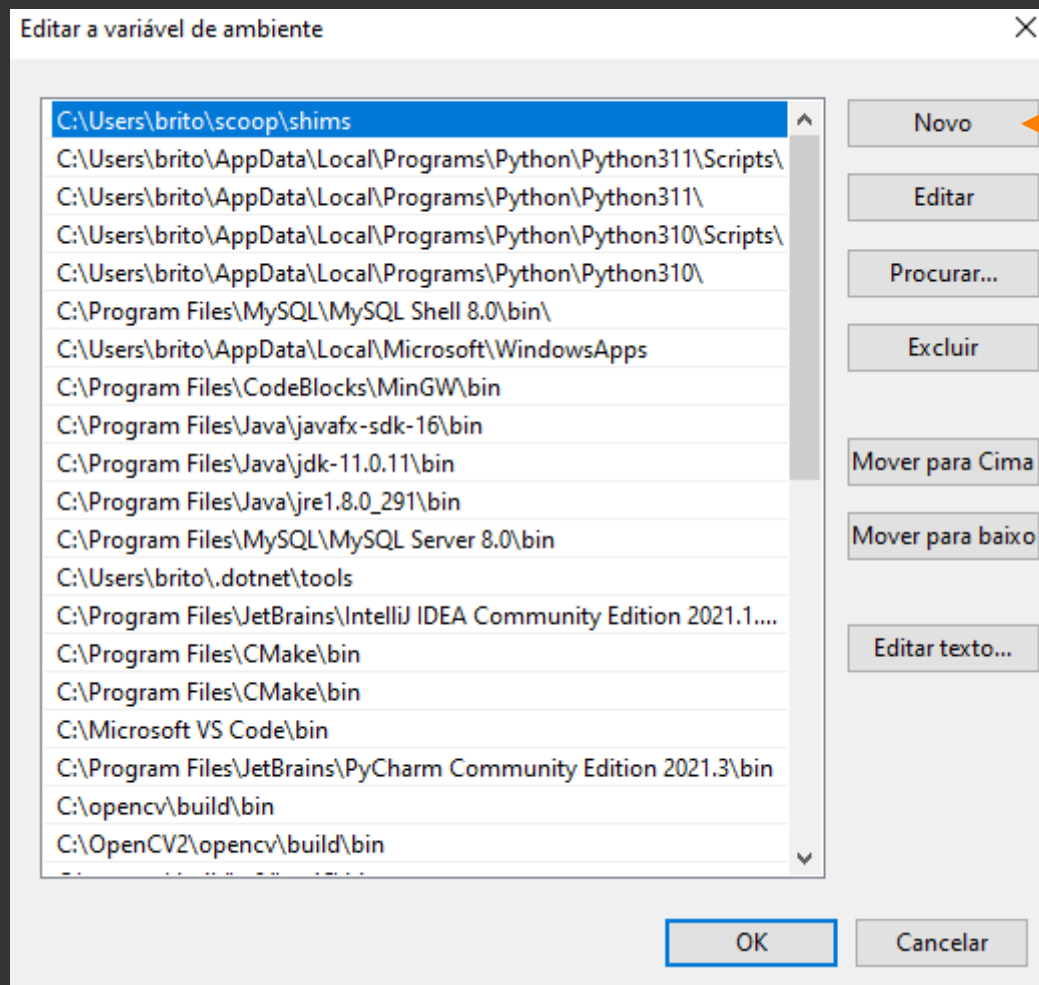 Editar a variável de ambiente
C:\Users\brito\scoop\shims
C:\Users\brito\AppData\Local\Programs\Python\Python311\Scripts\
C:\Users\brito\AppData\Local\Programs\Python\Python311\
C:\Users\brito\AppData\Local\Programs\Python\Python310\Scripts\
C:\Users\brito\AppData\Local\Programs\Python\Python310\
C:\Program Files\MySQL\MySQL Shell 8.0\bin\
C:\Users\brito\AppData\Local\Microsoft\WindowsApps
C:\Program Files\CodeBlocks\MinGW\bin
C:\Program Files\Java\javafx-sdk-16\bin
C:\Program Files\Java\jdk-11.0.11\bin
C:\Program Files\Java\jre1.8.0_291\bin
C:\Program Files\MySQL\MySQL Server 8.0\bin
C:\Users\brito\.dotnet\tools
C:\Program Files\JetBrains\IntelliJ IDEA Community Edition 2021.1....
C:\Program Files\CMake\bin
C:\Program Files\CMake\bin
C:\Microsoft VS Code\bin
C:\Program Files\JetBrains\PyCharm Community Edition 2021.3\bin
C:\opencv\build\bin
C:\OpenCV2\opencv\build\bin
Novo
Editar
Procurar...
Excluir
Mover para Cima
Mover para baixo
Editar texto...
OK
Cancelar